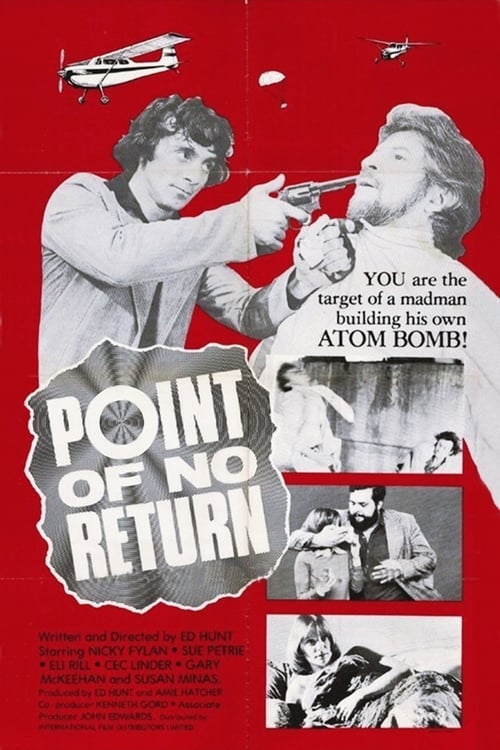 YOU are the
target of a madman
building his own
ATOM BOMB!
POINT
OF NO
RETURN
Written and Directed by ED HUNT
Starring NICKY FYLAN • SUE PETRIE
• ELI RILL • CEC LINDER • GARY
McKEEHAN and SUSAN MINAS.
Produced by ED HUNT and AMIE HATCHER
Co-producer KENNETH GORD • Associate
Producer JOHN EDWARDS. Distributed by
INTERNATIONAL FILM DISTRIBUTORS LIMITED.